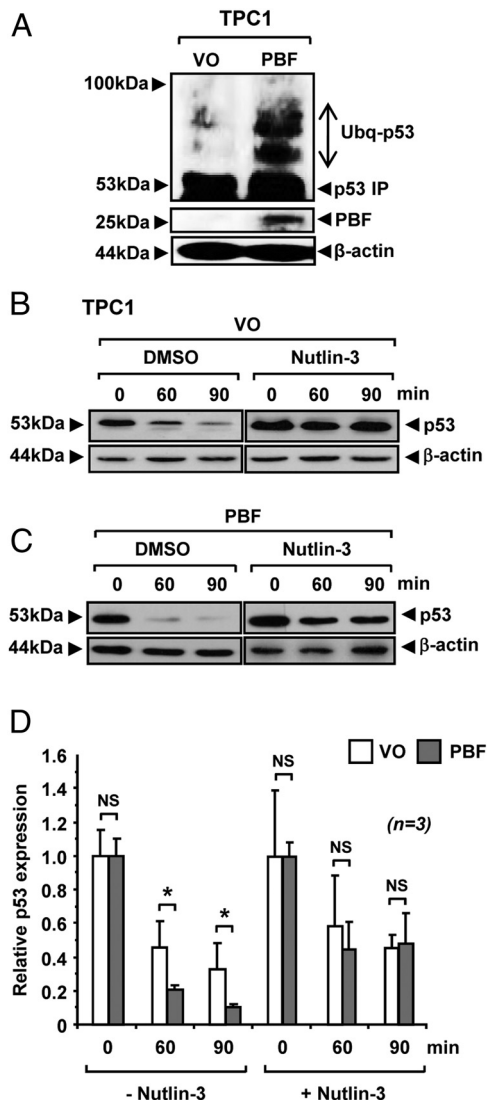 A
TPC1
VO PBF
100kDa
Ubq-p53
53kDa p53 IP
25kDa PBF
44kDa β-actin
B TPC1
VO
DMSO Nutlin-3
0 60 90 0 60 90 min
53kDa p53
44kDa β-actin
C PBF
DMSO Nutlin-3
0 60 90 0 60 90 min
53kDa p53
44kDa β-actin
D
Relative p53 expression
1.6
1.4
1.2
1.0
0.8
0.6
0.4
0.2
0
VO PBF
(n=3)
NS * * NS NS NS
0 60 90 0 60 90 min
- Nutlin-3 + Nutlin-3